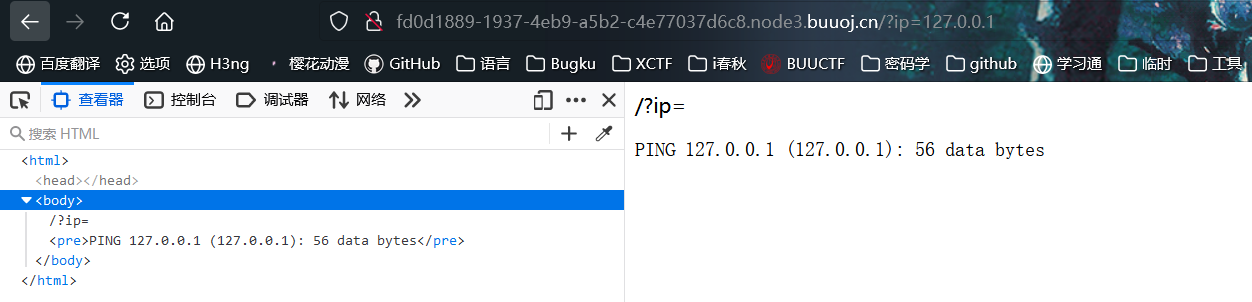 fd0d1889-1937-4eb9-a5b2-c4e77037d6c8.node3.buuoj.cn/?ip=127.0.0.1
百度翻译 选项 H3ng 樱花动漫 GitHub 语言 Bugku XCTF i春秋 BUUCTF 密码学 github 学习通 临时 工具
查看器 控制台 调试器 网络
搜索 HTML
<html>
<head></head>
<body>
/?ip=
<pre>PING 127.0.0.1 (127.0.0.1): 56 data bytes</pre>
</body>
</html>
/?ip=
PING 127.0.0.1 (127.0.0.1): 56 data bytes